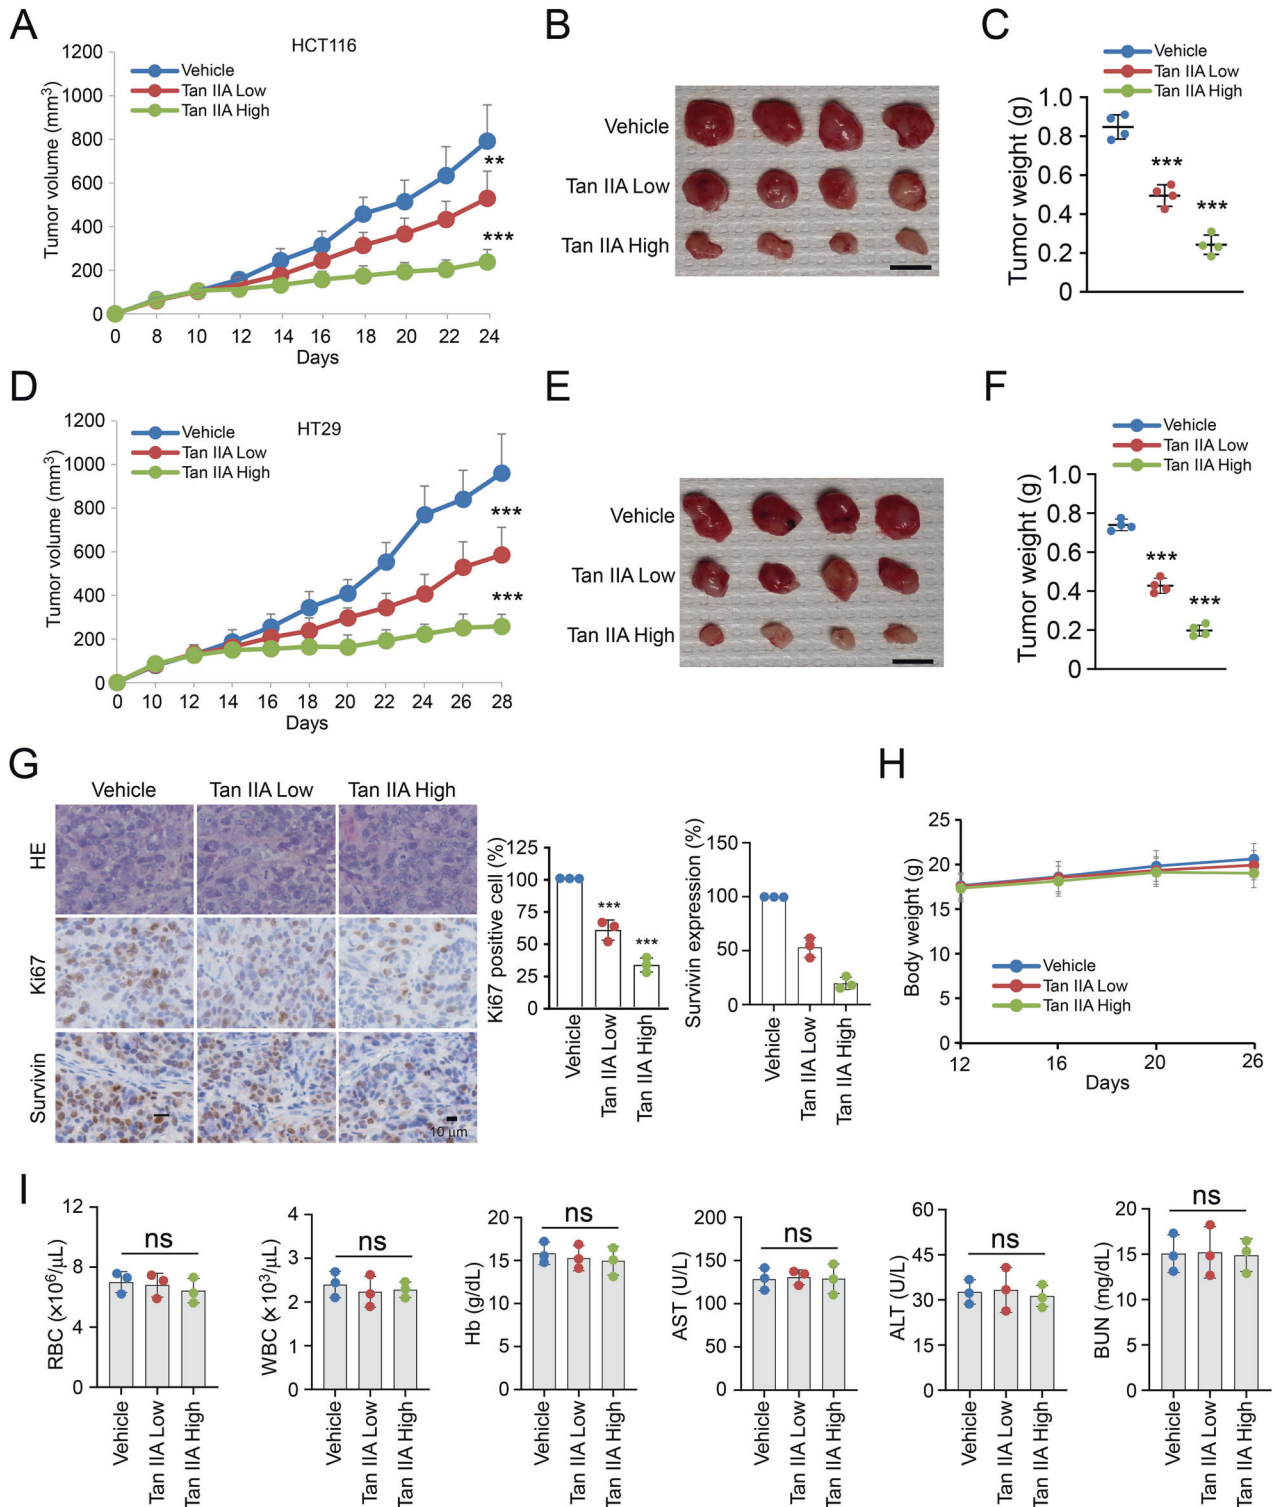 A
HCT116
Vehicle
Tan IIA Low
Tan IIA High
Tumor volume (mm³)
1200
1000
800
600
400
200
0
**
***
0 8 10 12 14 16 18 20 22 24
Days
B
Vehicle
Tan IIA Low
Tan IIA High
C
Vehicle
Tan IIA Low
Tan IIA High
Tumor weight (g)
1.0
0.8
0.6
0.4
0.2
0
***
***
D
HT29
Vehicle
Tan IIA Low
Tan IIA High
Tumor volume (mm³)
1200
1000
800
600
400
200
0
***
***
0 10 12 14 16 18 20 22 24 26 28
Days
E
Vehicle
Tan IIA Low
Tan IIA High
F
Vehicle
Tan IIA Low
Tan IIA High
Tumor weight (g)
1.0
0.8
0.6
0.4
0.2
0
***
***
G
Vehicle Tan IIA Low Tan IIA High
HE
Ki67
Survivin
10 μm
Ki67 positive cell (%)
125
100
75
50
25
0
***
***
Vehicle
Tan IIA Low
Tan IIA High
Survivin expression (%)
150
100
50
0
Vehicle
Tan IIA Low
Tan IIA High
H
Body weight (g)
25
20
15
10
5
0
Vehicle
Tan IIA Low
Tan IIA High
12 16 20 26
Days
I
RBC (×10⁶/μL)
12
8
4
0
ns
Vehicle
Tan IIA Low
Tan IIA High
WBC (×10³/μL)
4
3
2
1
0
ns
Vehicle
Tan IIA Low
Tan IIA High
Hb (g/dL)
20
15
10
5
0
ns
Vehicle
Tan IIA Low
Tan IIA High
AST (U/L)
200
150
100
50
0
ns
Vehicle
Tan IIA Low
Tan IIA High
ALT (U/L)
60
45
30
15
0
ns
Vehicle
Tan IIA Low
Tan IIA High
BUN (mg/dL)
20
15
10
5
0
ns
Vehicle
Tan IIA Low
Tan IIA High